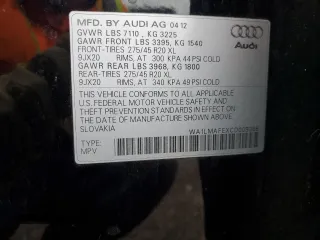 MFD. BY AUDI AG 04 12
GVWR LBS 7110 , KG 3225
GAWR FRONT LBS 3395, KG 1540
FRONT-TIRES 275/45 R20 XL
9JX20 RIMS, AT 300 KPA 44 PSI COLD
GAWR REAR LBS 3968, KG 1800
REAR-TIRES 275/45 R20 XL
9JX20 RIMS, AT 340 KPA 49 PSI COLD
THIS VEHICLE CONFORMS TO ALL APPLICABLE
U.S. FEDERAL MOTOR VEHICLE SAFETY AND
THEFT PREVENTION STANDARDS IN EFFECT ON
THE DATE OF MANUFACTURE SHOWN ABOVE.
SLOVAKIA
TYPE:
MPV
Audi